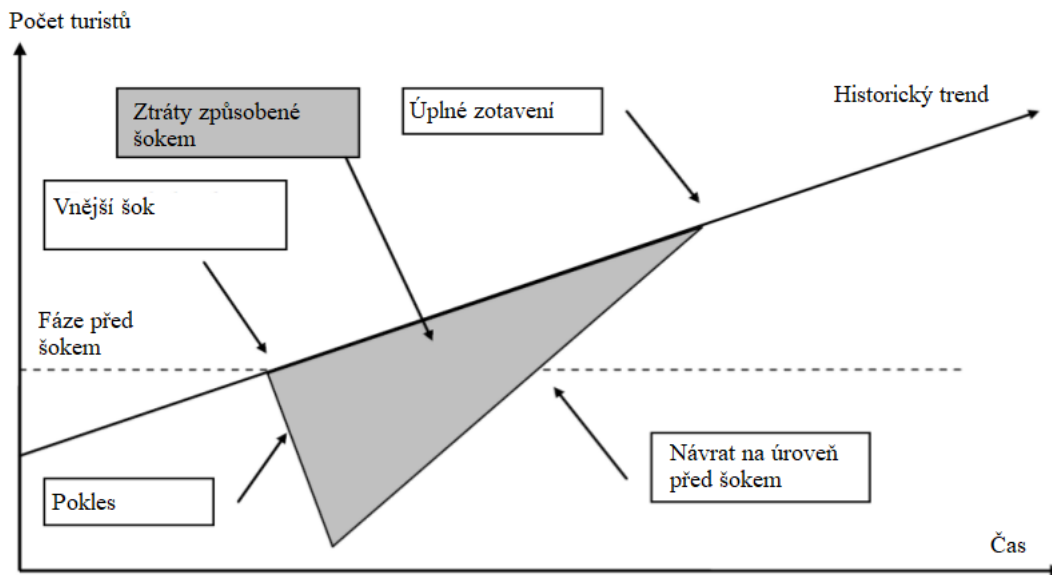 Počet turistů
Ztráty způsobené
šokem
Úplné zotavení
Historický trend
Vnější šok
Fáze před
šokem
Návrat na úroveň
před šokem
Pokles
Čas